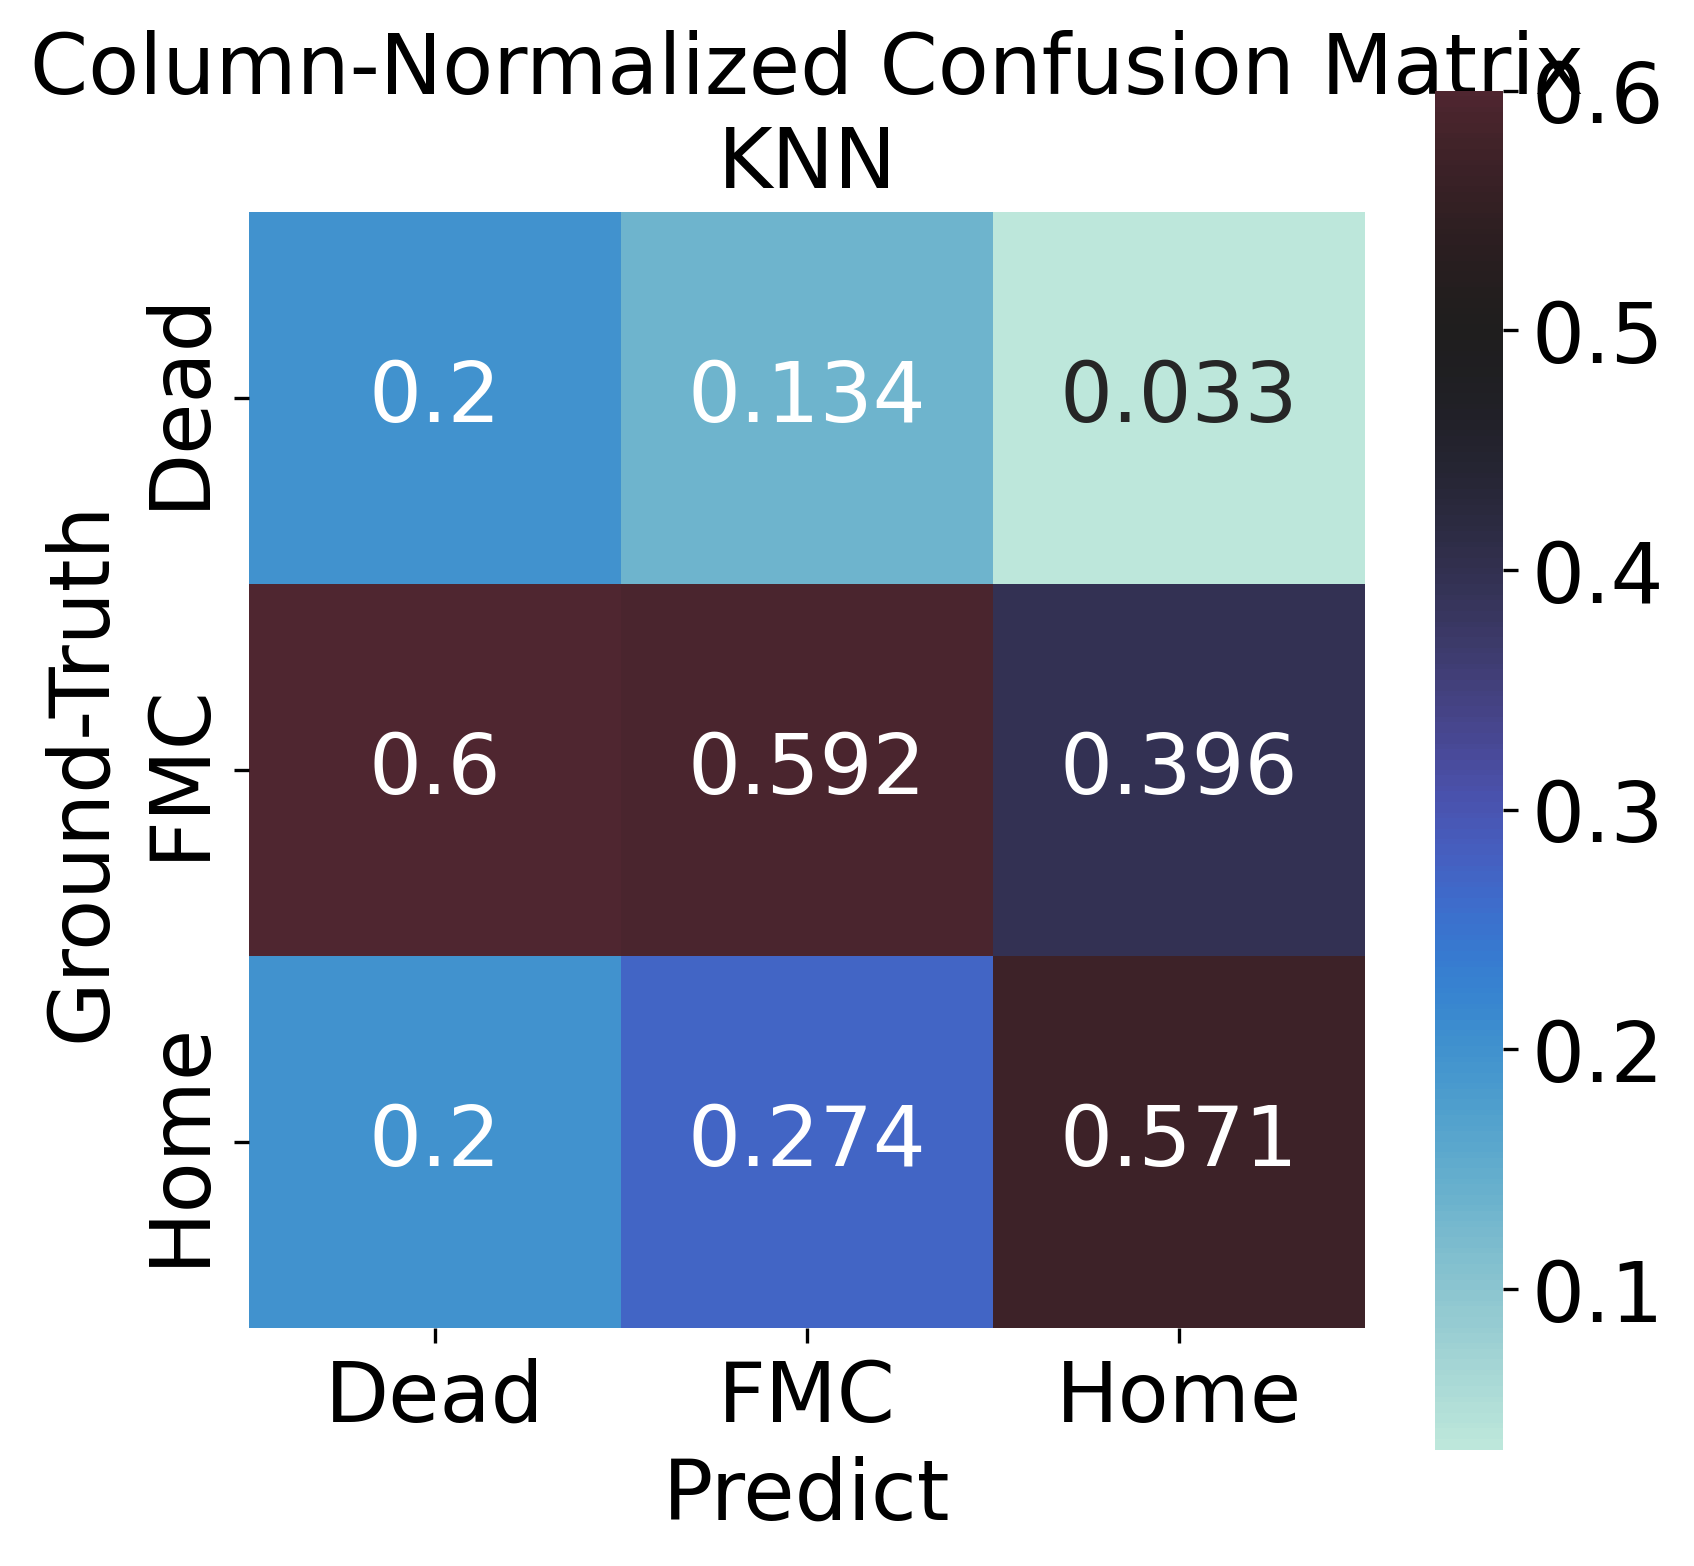 Column-Normalized Confusion Matrix
KNN
Ground-Truth
Dead
0.2 0.134 0.033
FMC
0.6 0.592 0.396
Home
0.2 0.274 0.571
Dead FMC Home
Predict
0.6
0.5
0.4
0.3
0.2
0.1